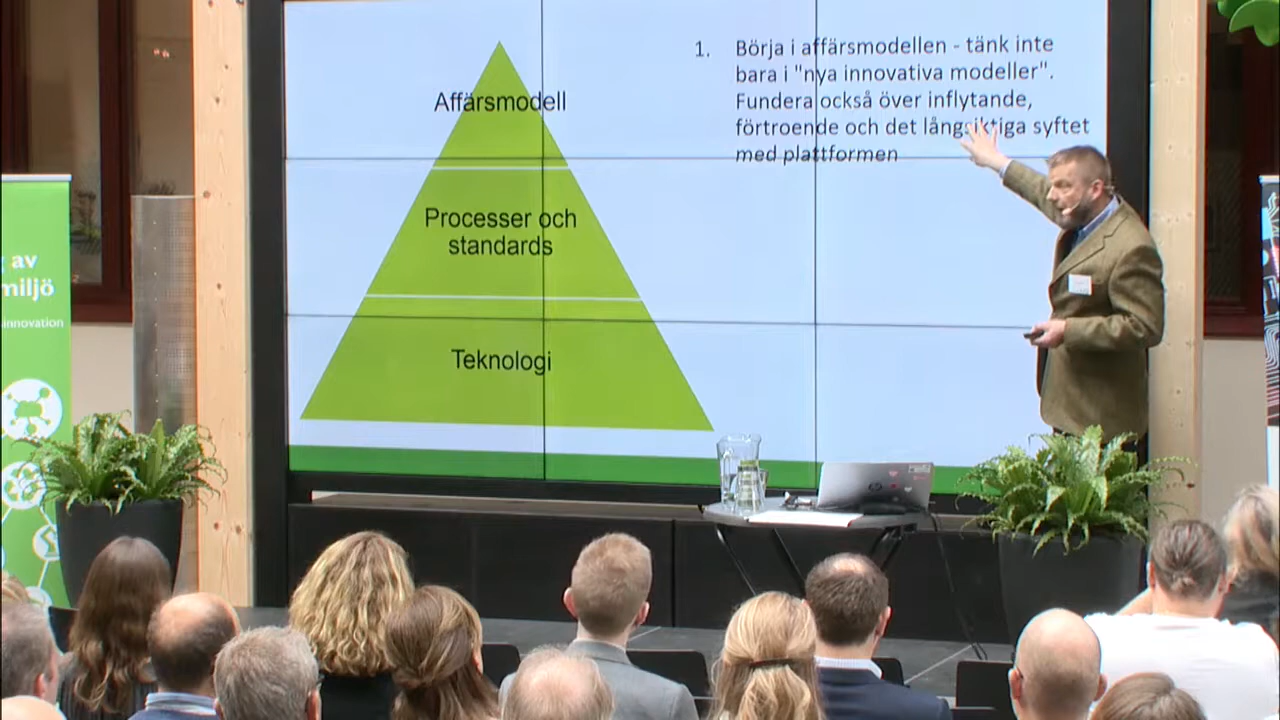 Affärsmodell
Processer och
standards
Teknologi
1. Börja i affärsmodellen - tänk inte
bara i "nya innovativa modeller".
Fundera också över inflytande,
förtroende och det långsiktiga syftet
med plattformen
av
miljö
innovation